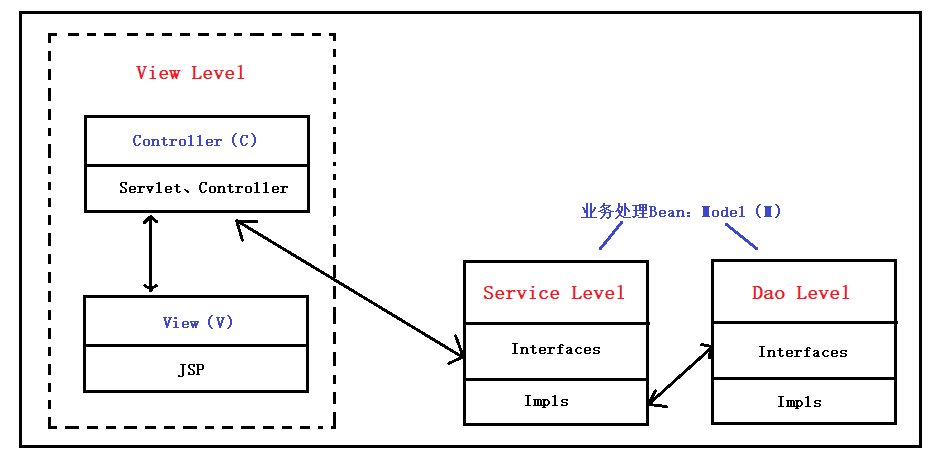 View Level
Controller（C）
Servlet、Controller
View（V）
JSP
业务处理Bean：Model（M）
Service Level
Interfaces
Impls
Dao Level
Interfaces
Impls